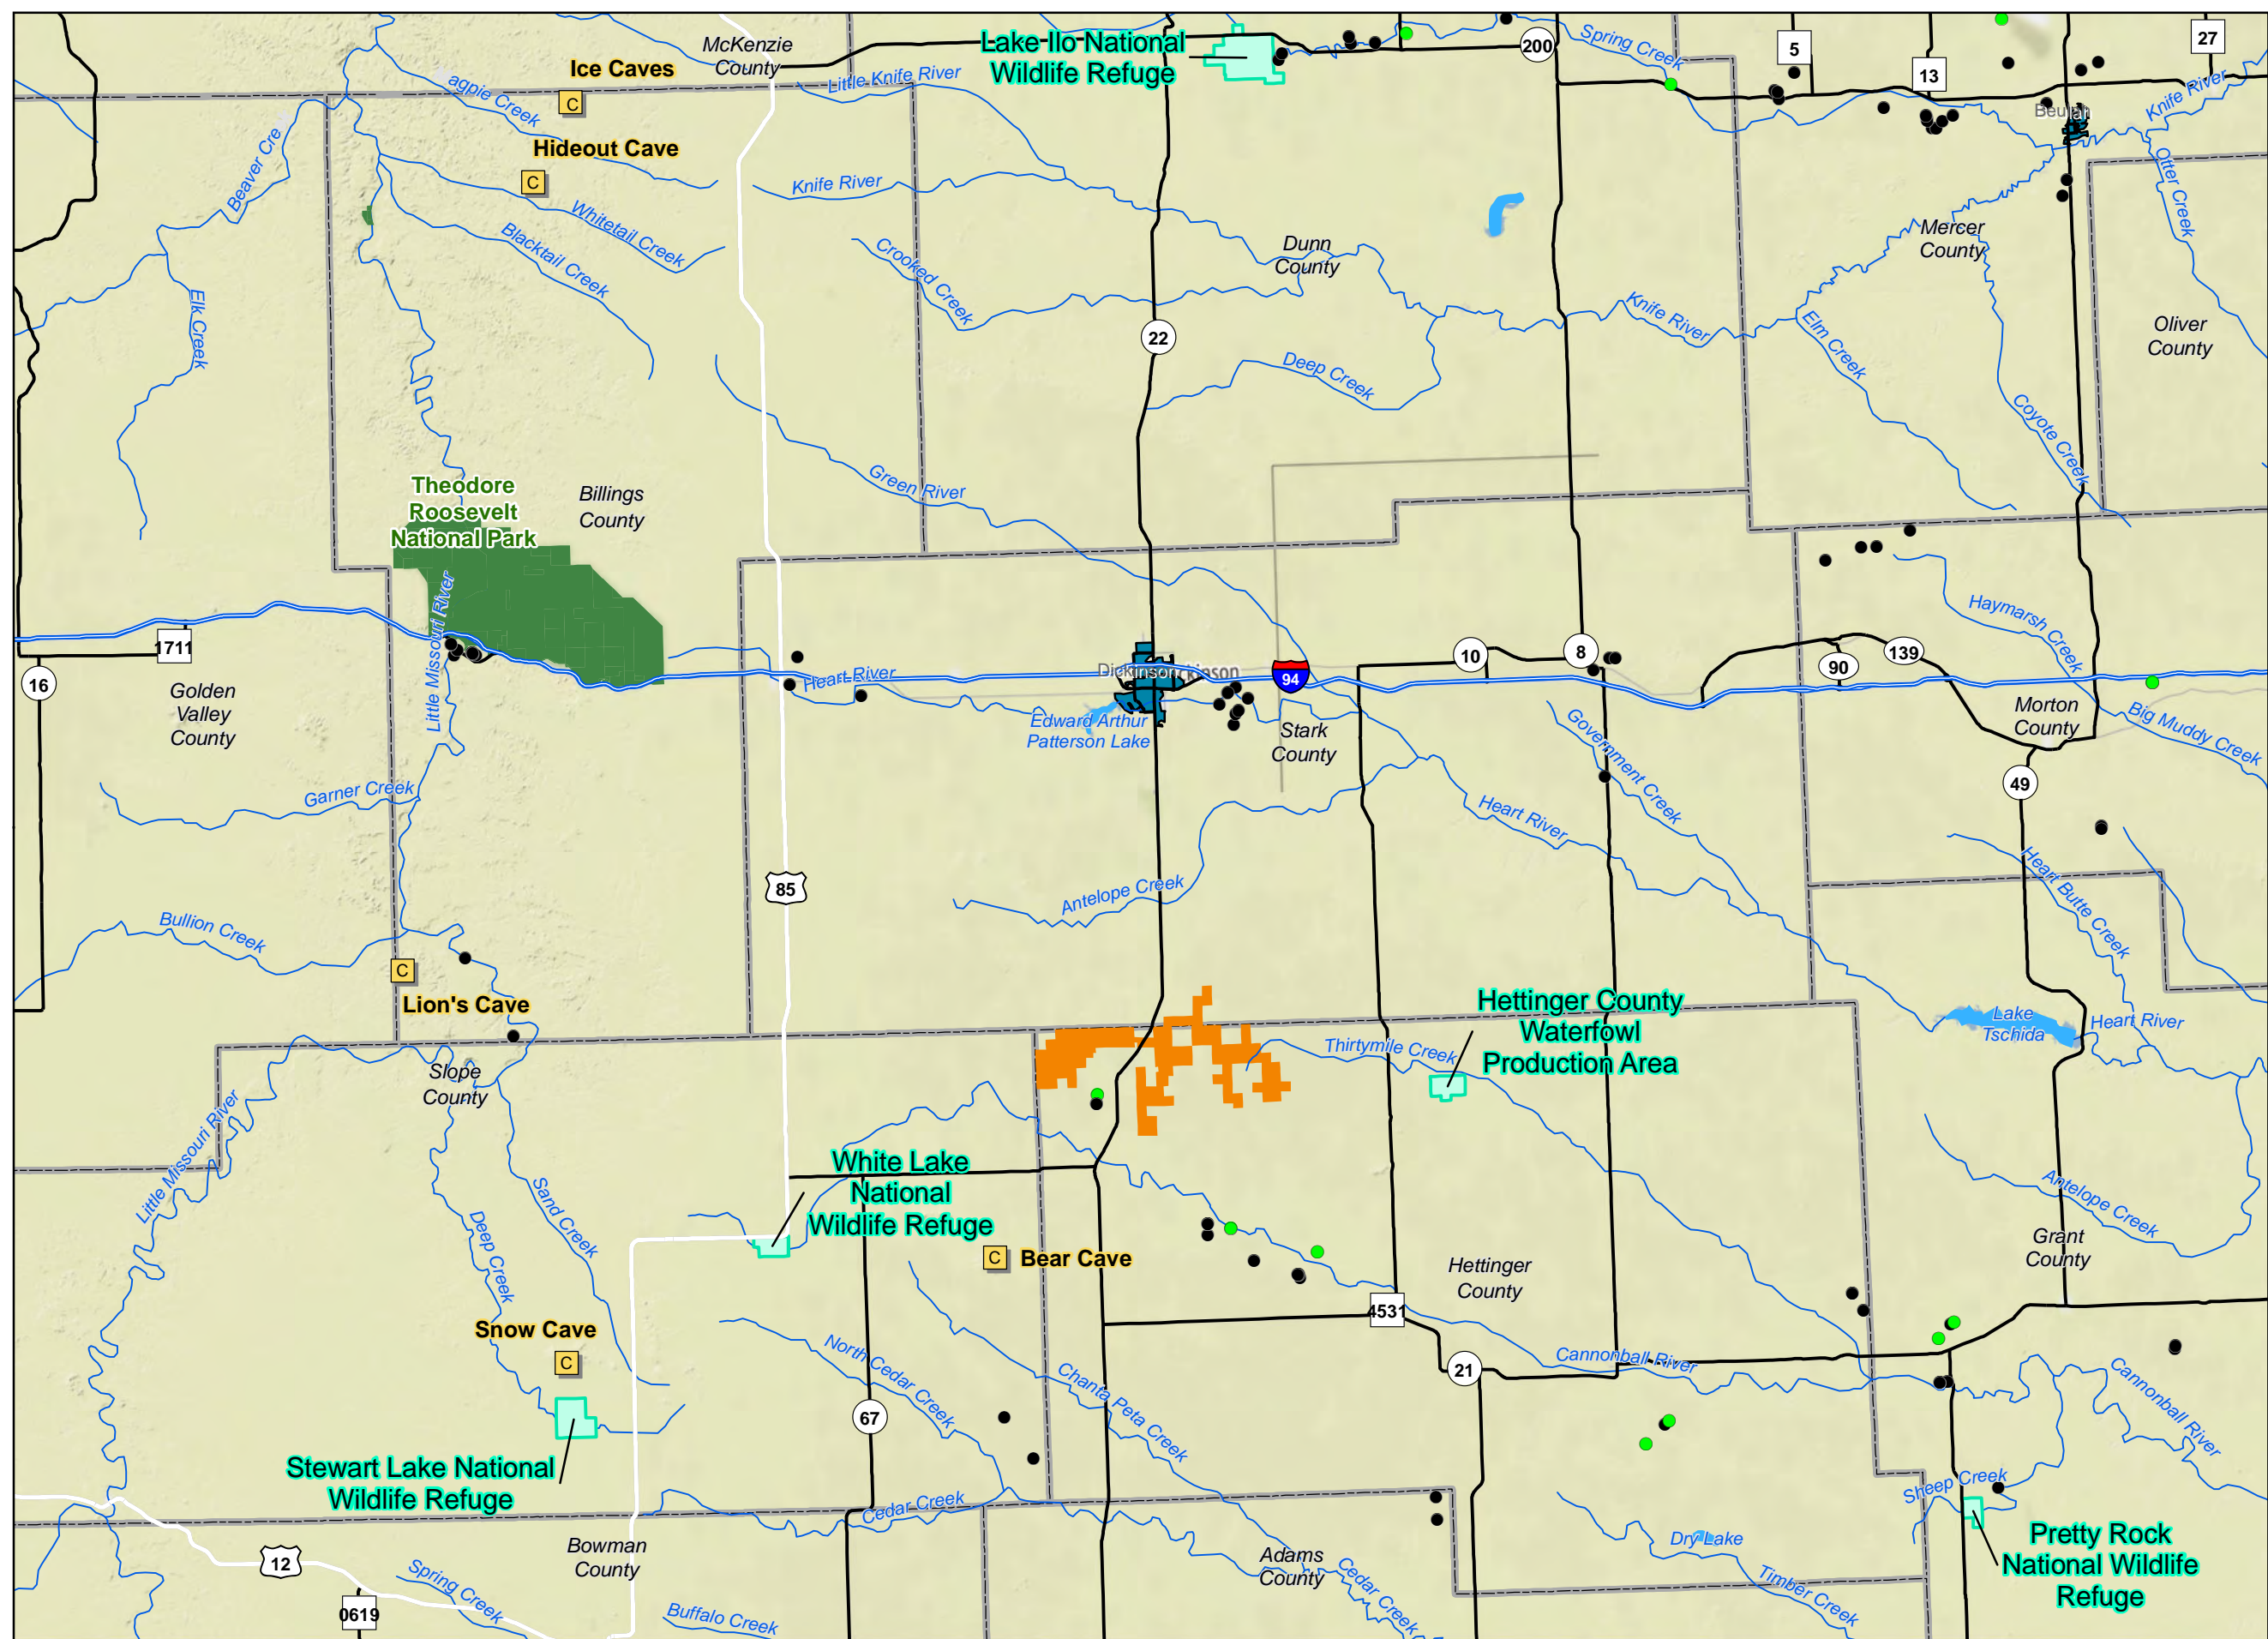 McKenzie
County
Ice Caves
C
Lake Ilo National
Wildlife Refuge
200
Spring Creek
5
13
27
agpie Creek
Little Knife River
Beulah
Knife River
Hideout Cave
C
Beaver Cre
Knife River
Otter Creek
Whitetail Creek
Blacktail Creek
Crooked Creek
Dunn
County
Mercer
County
Elk Creek
22
Knife River
Elm Creek
Oliver
County
Deep Creek
Coyote Creek
Theodore
Roosevelt
National Park
Billings
County
Green River
Little Missouri River
Haymarsh Creek
1711
16
Golden
Valley
County
Heart River
Dickinson
94
10
8
90
139
Edward Arthur
Patterson Lake
Stark
County
Government Creek
Morton
County
Big Muddy Creek
49
Garner Creek
Heart River
85
Antelope Creek
Heart Butte Creek
Bullion Creek
C
Lion's Cave
Hettinger County
Waterfowl
Production Area
Lake
Tschida
Heart River
Thirtymile Creek
Slope
County
Little Missouri River
White Lake
National
Wildlife Refuge
Sand Creek
Deep Creek
C
Bear Cave
Hettinger
County
Antelope Creek
Grant
County
4531
Snow Cave
C
North Cedar Creek
Chanta Peta Creek
21
Cannonball River
Cannonball River
67
Stewart Lake National
Wildlife Refuge
Cedar Creek
Sheep Creek
Dry Lake
Pretty Rock
National Wildlife
Refuge
12
Bowman
County
Adams
County
Cedar Creek
Timber Creek
Spring Creek
0619
Buffalo Creek